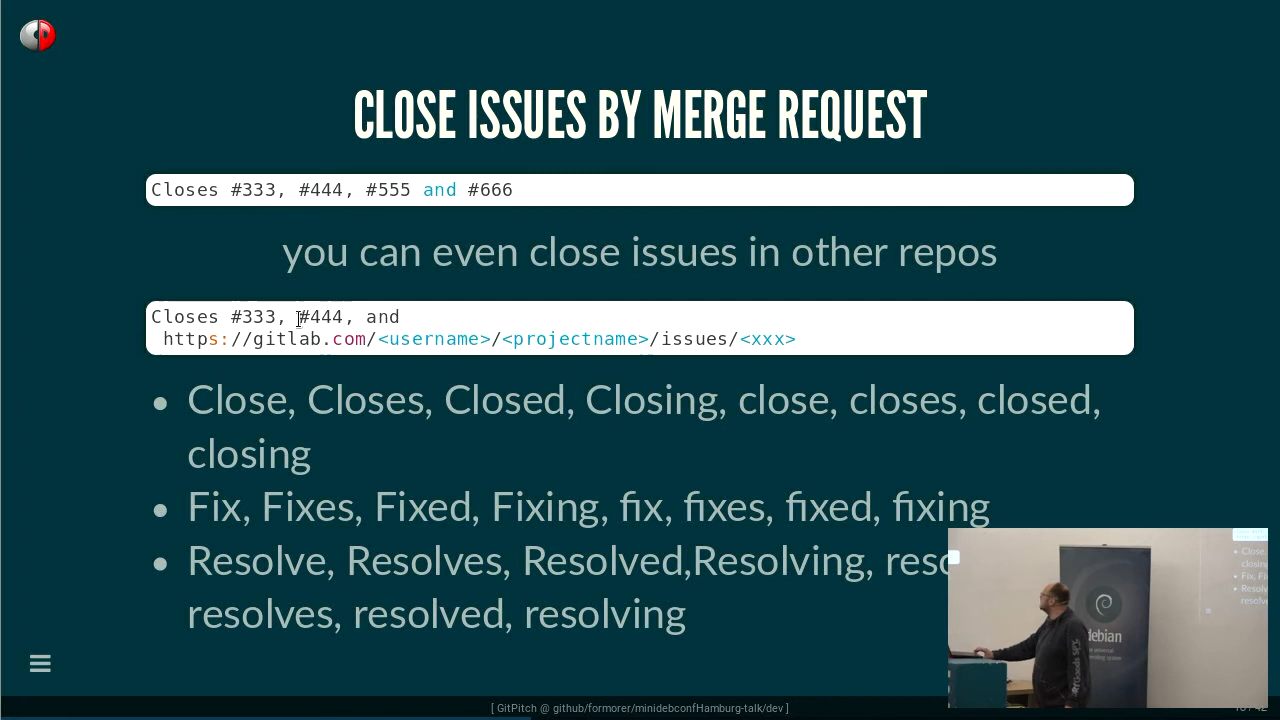 CLOSE ISSUES BY MERGE REQUEST
Closes #333, #444, #555 and #666
you can even close issues in other repos
Closes #333, #444, and
https://gitlab.com/<username>/<projectname>/issues/<xxx>
• Close, Closes, Closed, Closing, close, closes, closed,
closing
• Fix, Fixes, Fixed, Fixing, fix, fixes, fixed, fixing
• Resolve, Resolves, Resolved,Resolving, reso
resolves, resolved, resolving
debian
[ GitPitch @ github/formorer/minidebconfHamburg-talk/dev ]